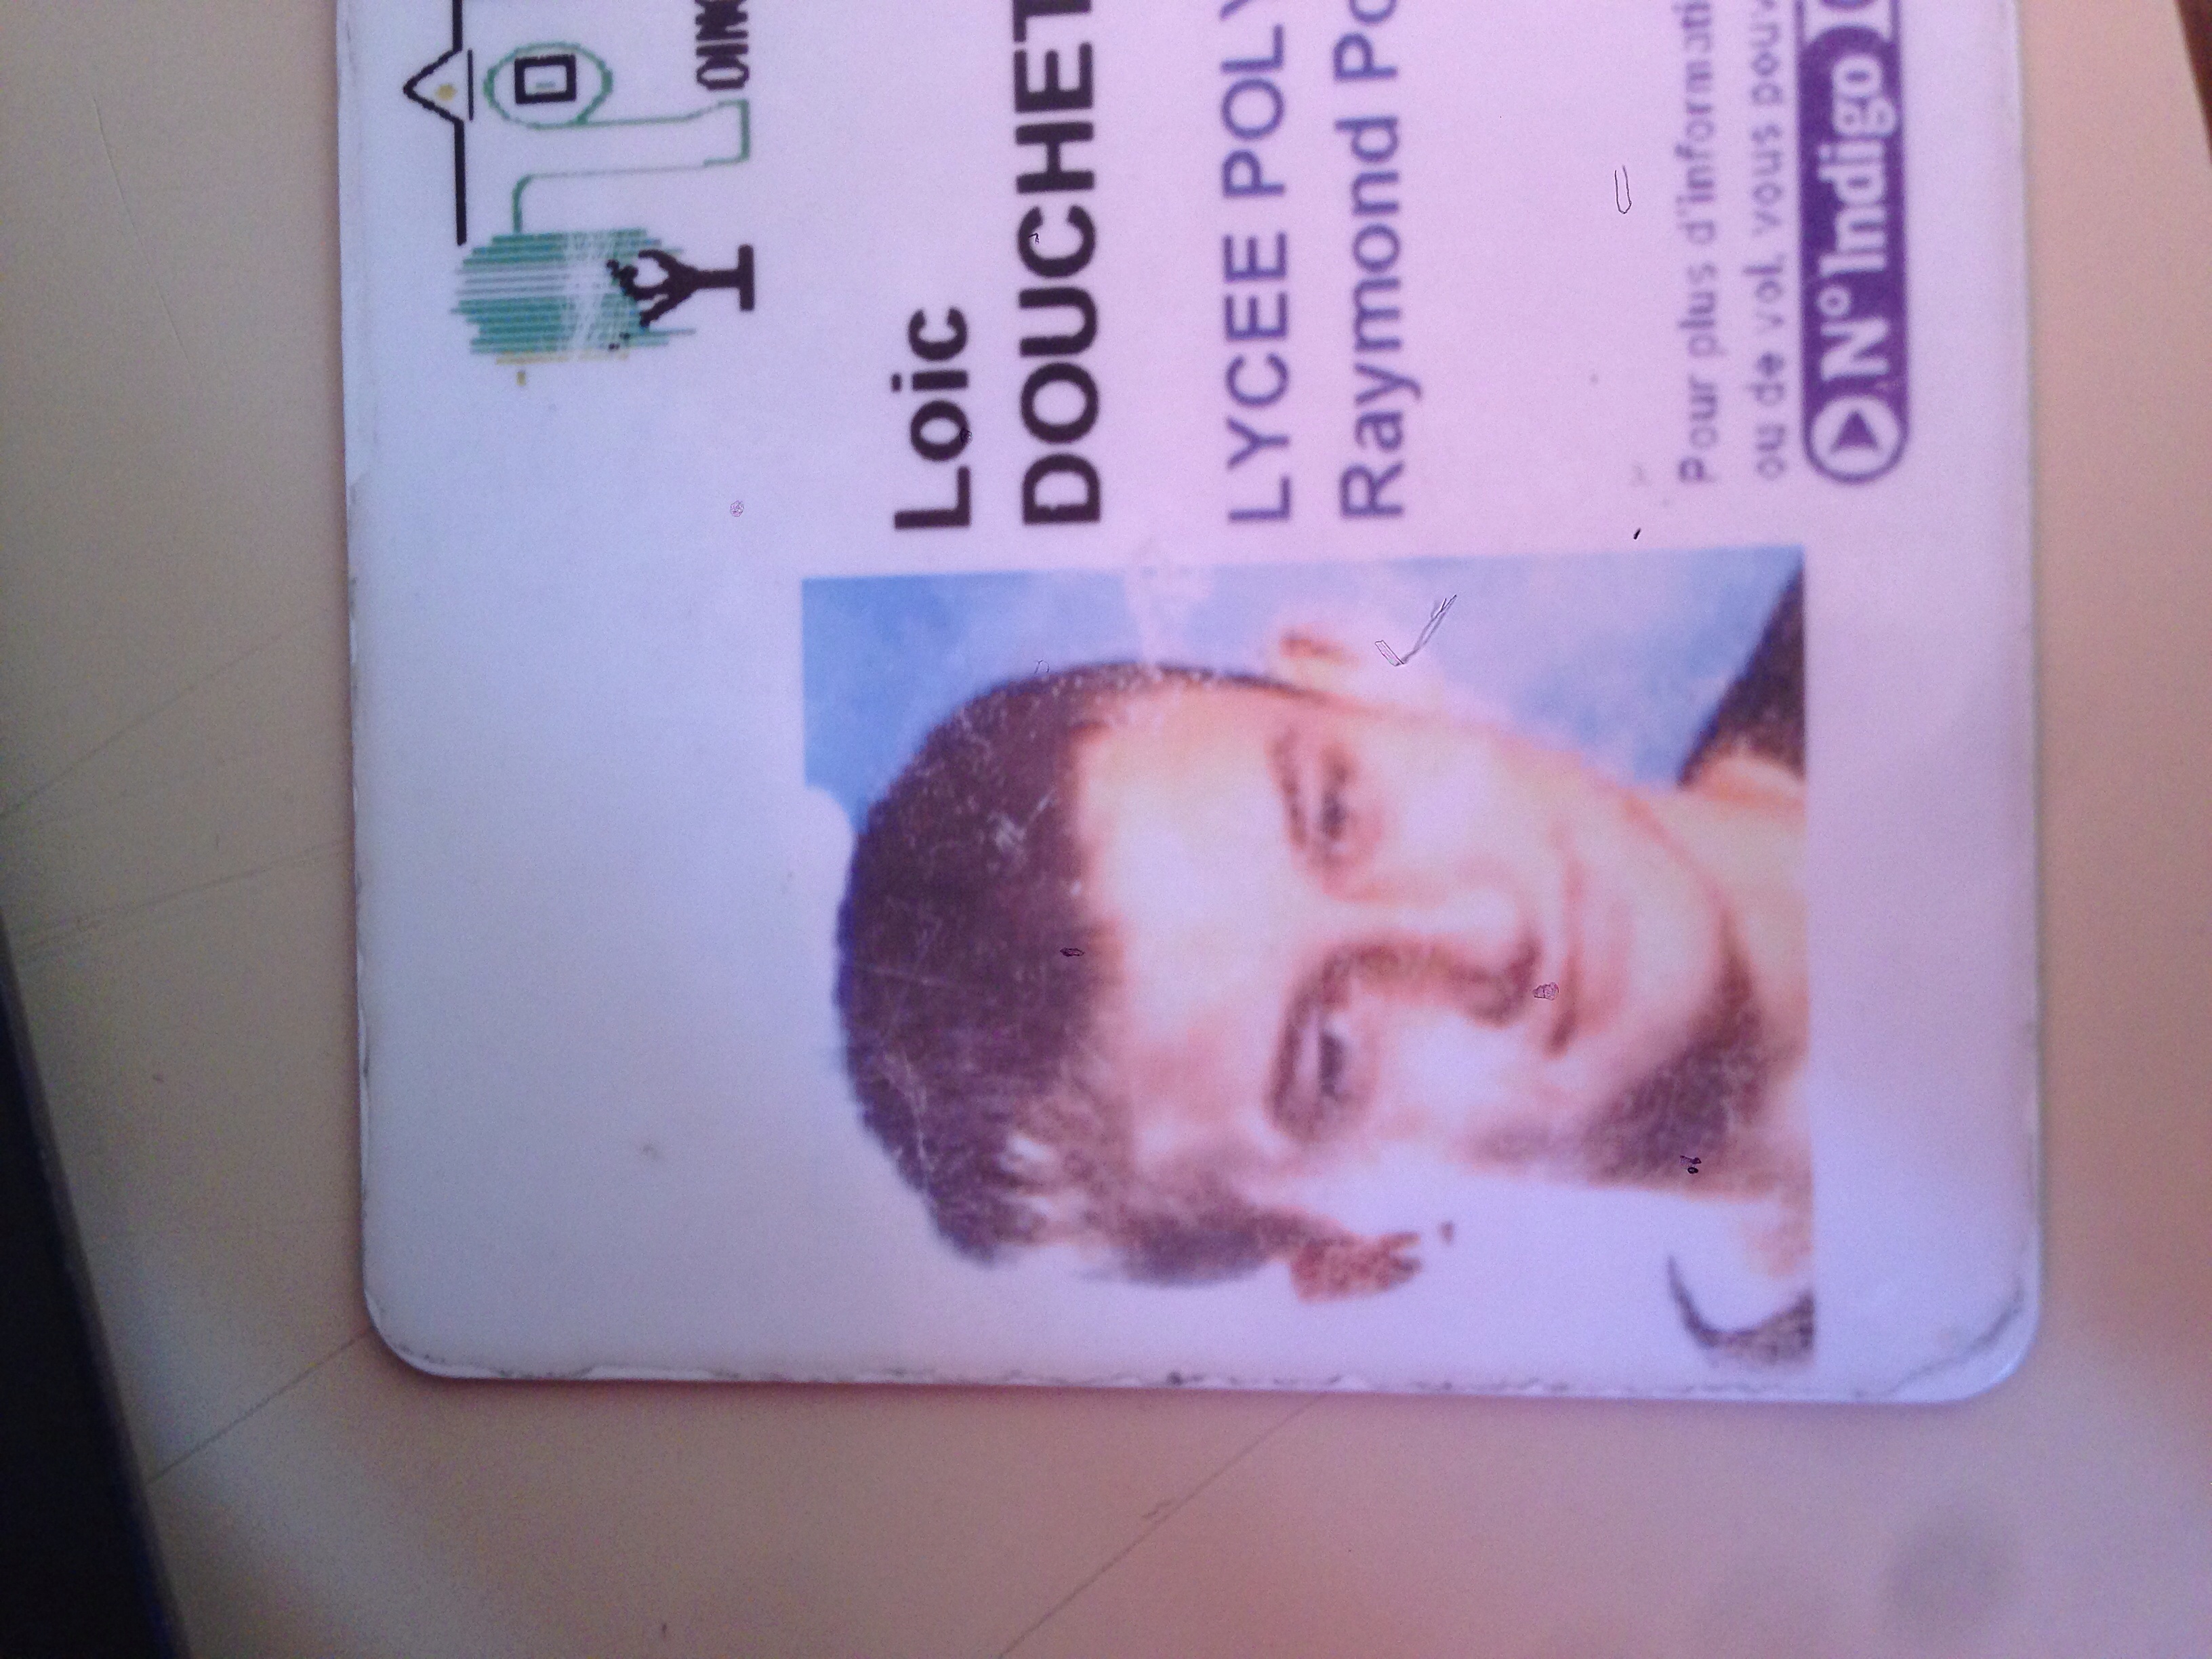 OINC
Loic
DOUCHET
LYCEE POLY
Raymond Po
Pour plus d'informati
ou de vol, vous pouv
N° Indigo